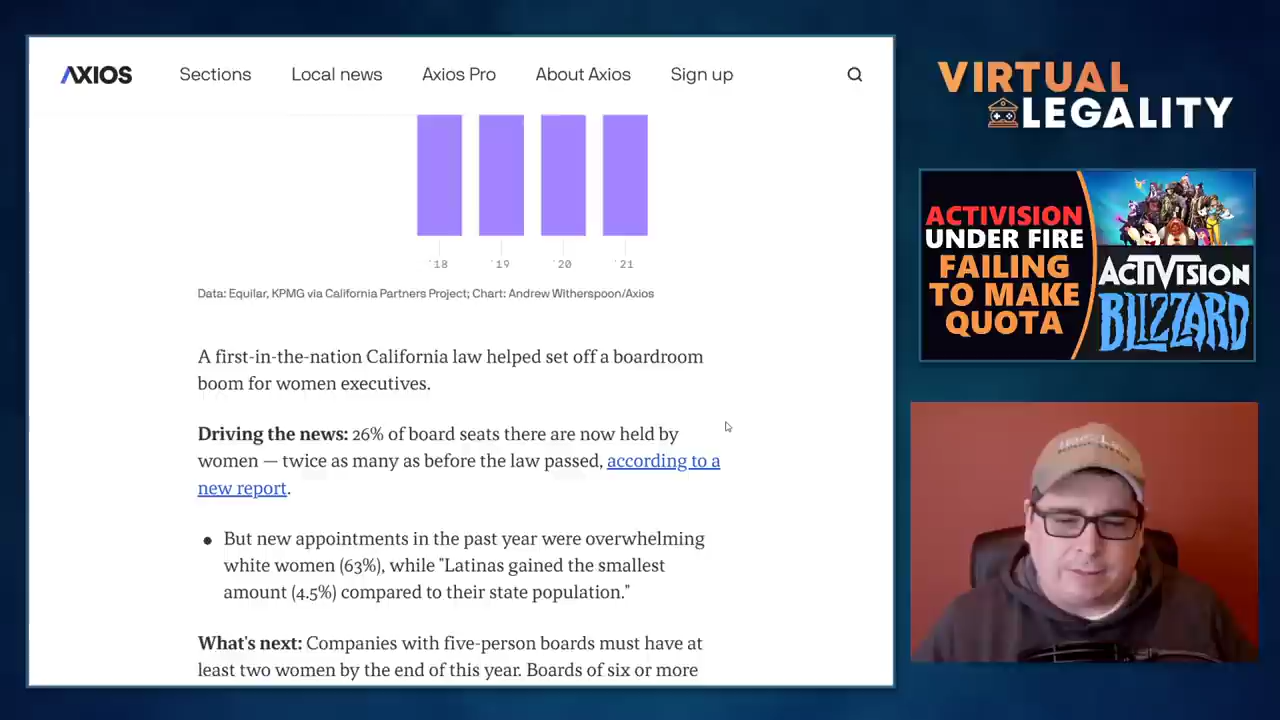 AXIOS
Sections
Local news
Axios Pro
About Axios
Sign up
'18
'19
'20
'21
Data: Equilar, KPMG via California Partners Project; Chart: Andrew Witherspoon/Axios
A first-in-the-nation California law helped set off a boardroom
boom for women executives.
Driving the news: 26% of board seats there are now held by
women — twice as many as before the law passed, according to a
new report.
But new appointments in the past year were overwhelming
white women (63%), while "Latinas gained the smallest
amount (4.5%) compared to their state population."
What's next: Companies with five-person boards must have at
least two women by the end of this year. Boards of six or more
VIRTUAL
LEGALITY
ACTIVISION
UNDER FIRE
FAILING
TO MAKE
QUOTA
ACTIVISION
BLIZZARD